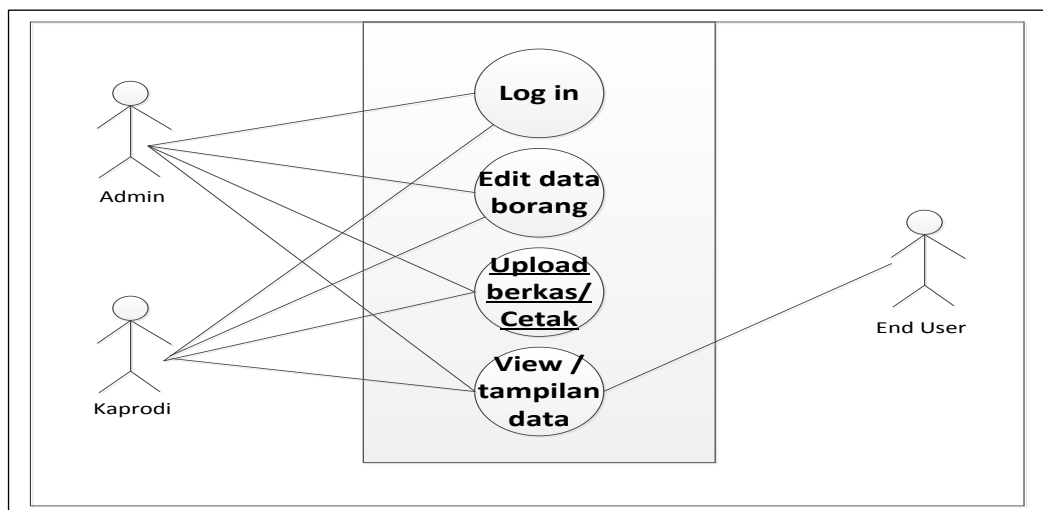 Log in
Admin
Edit data
borang
Upload
berkas/
Cetak
End User
View /
tampilan
data
Kaprodi